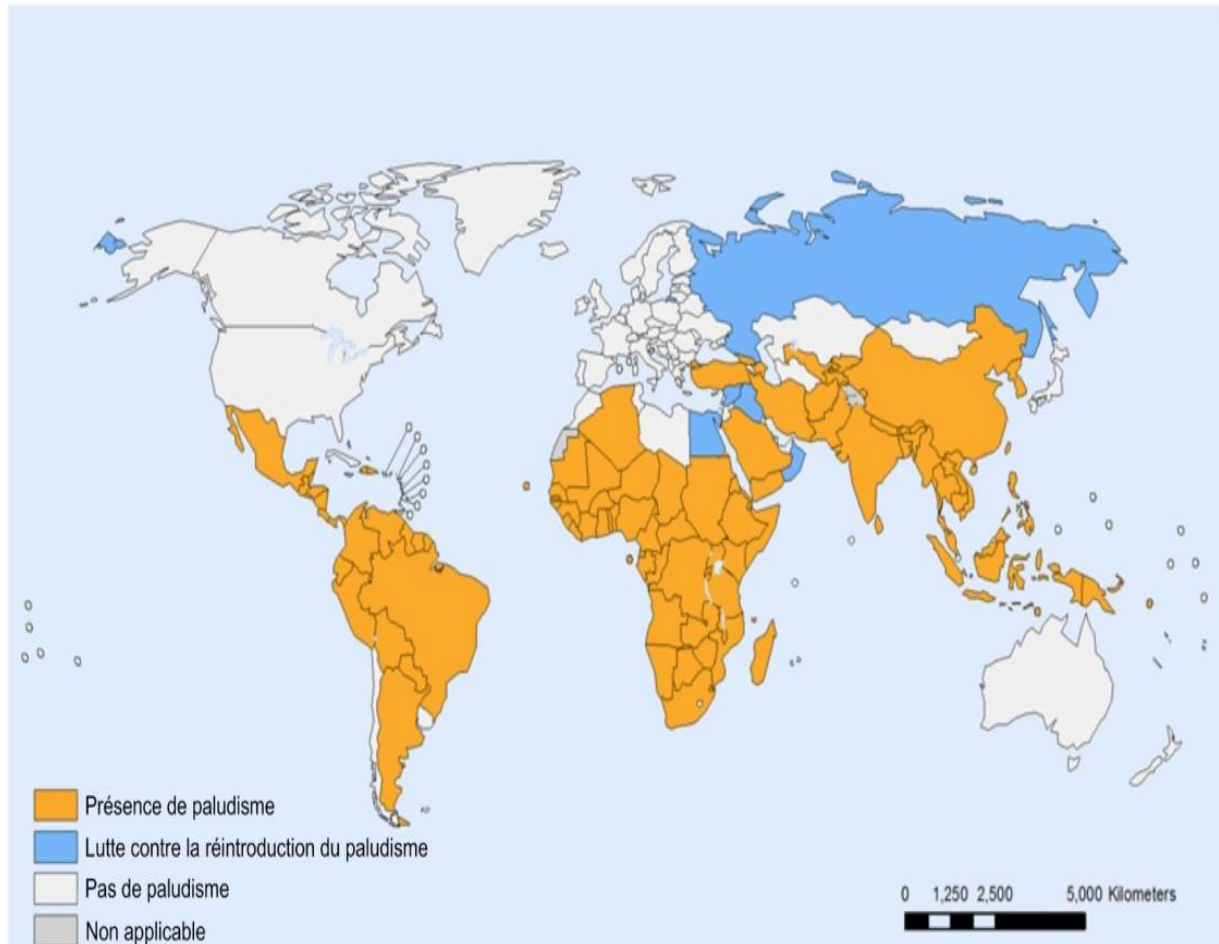 Présence de paludisme
Lutte contre la réintroduction du paludisme
Pas de paludisme
Non applicable
0 1,250 2,500 5,000 Kilometers